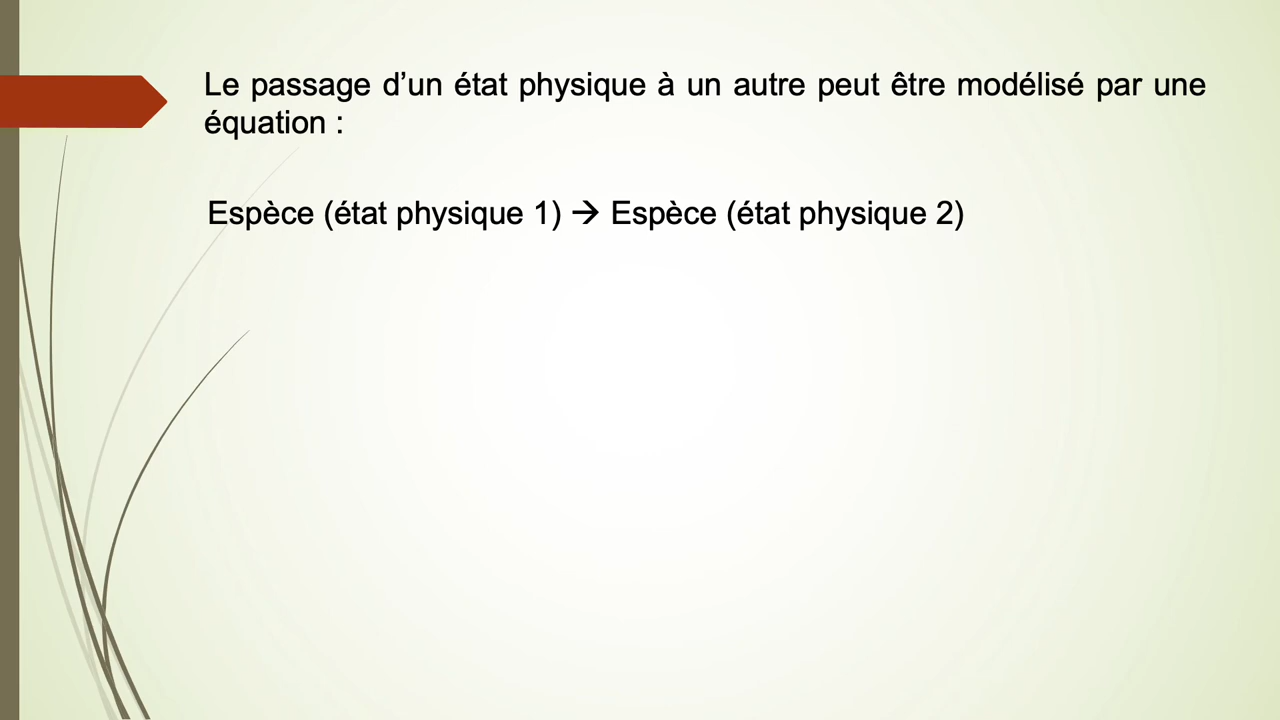 Le passage d’un état physique à un autre peut être modélisé par une
équation :
Espèce (état physique 1) → Espèce (état physique 2)